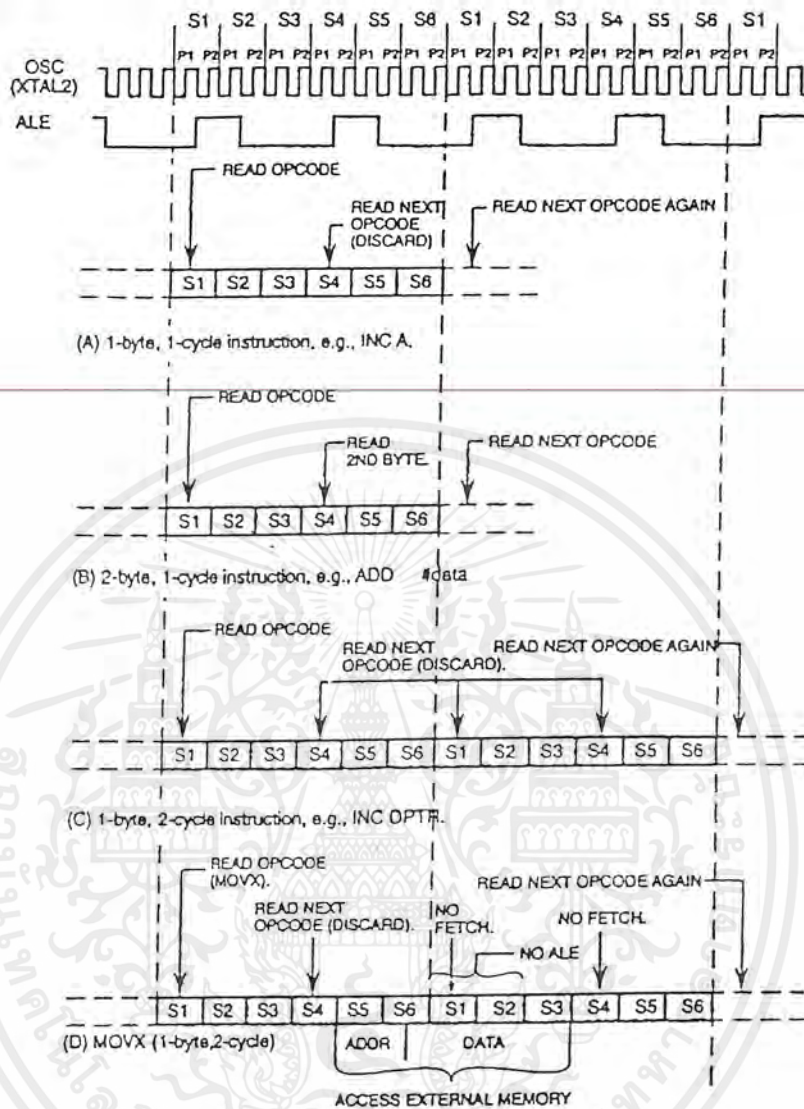 S1 S2 S3 S4 S5 S6 S1 S2 S3 S4 S5 S6 S1
P1 P2 P1 P2 P1 P2 P1 P2 P1 P2 P1 P2 P1 P2 P1 P2 P1 P2 P1 P2 P1 P2 P1 P2 P1 P2
OSC
(XTAL2)
ALE
READ OPCODE
READ NEXT
OPCODE
(DISCARD)
READ NEXT OPCODE AGAIN
S1 S2 S3 S4 S5 S6
(A) 1-byte, 1-cycle instruction, e.g., INC A.
READ OPCODE
READ
2ND BYTE.
READ NEXT OPCODE
S1 S2 S3 S4 S5 S6
(B) 2-byte, 1-cycle instruction, e.g., ADD #data
READ OPCODE
READ NEXT
OPCODE (DISCARD).
READ NEXT OPCODE AGAIN
S1 S2 S3 S4 S5 S6 S1 S2 S3 S4 S5 S6
(C) 1-byte, 2-cycle instruction, e.g., INC DPTR.
READ OPCODE
(MOVX).
READ NEXT
OPCODE (DISCARD).
NO
FETCH.
NO ALE
NO FETCH.
READ NEXT OPCODE AGAIN
S1 S2 S3 S4 S5 S6 S1 S2 S3 S4 S5 S6
(D) MOVX (1-byte,2-cycle)
ADDR
DATA
ACCESS EXTERNAL MEMORY